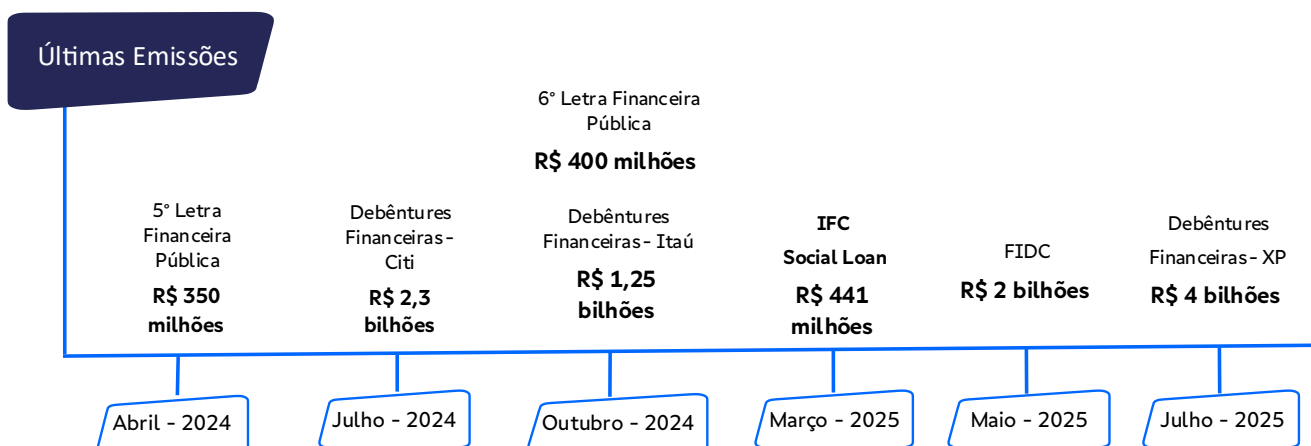 Últimas Emissões
5° Letra
Financeira
Pública
R$ 350
milhões
Abril - 2024
Debêntures
Financeiras -
Citi
R$ 2,3
bilhões
Julho - 2024
6° Letra Financeira
Pública
R$ 400 milhões
Debêntures
Financeiras - Itaú
R$ 1,25
bilhões
Outubro - 2024
IFC
Social Loan
R$ 441
milhões
Março - 2025
FIDC
R$ 2 bilhões
Maio - 2025
Debêntures
Financeiras - XP
R$ 4 bilhões
Julho - 2025